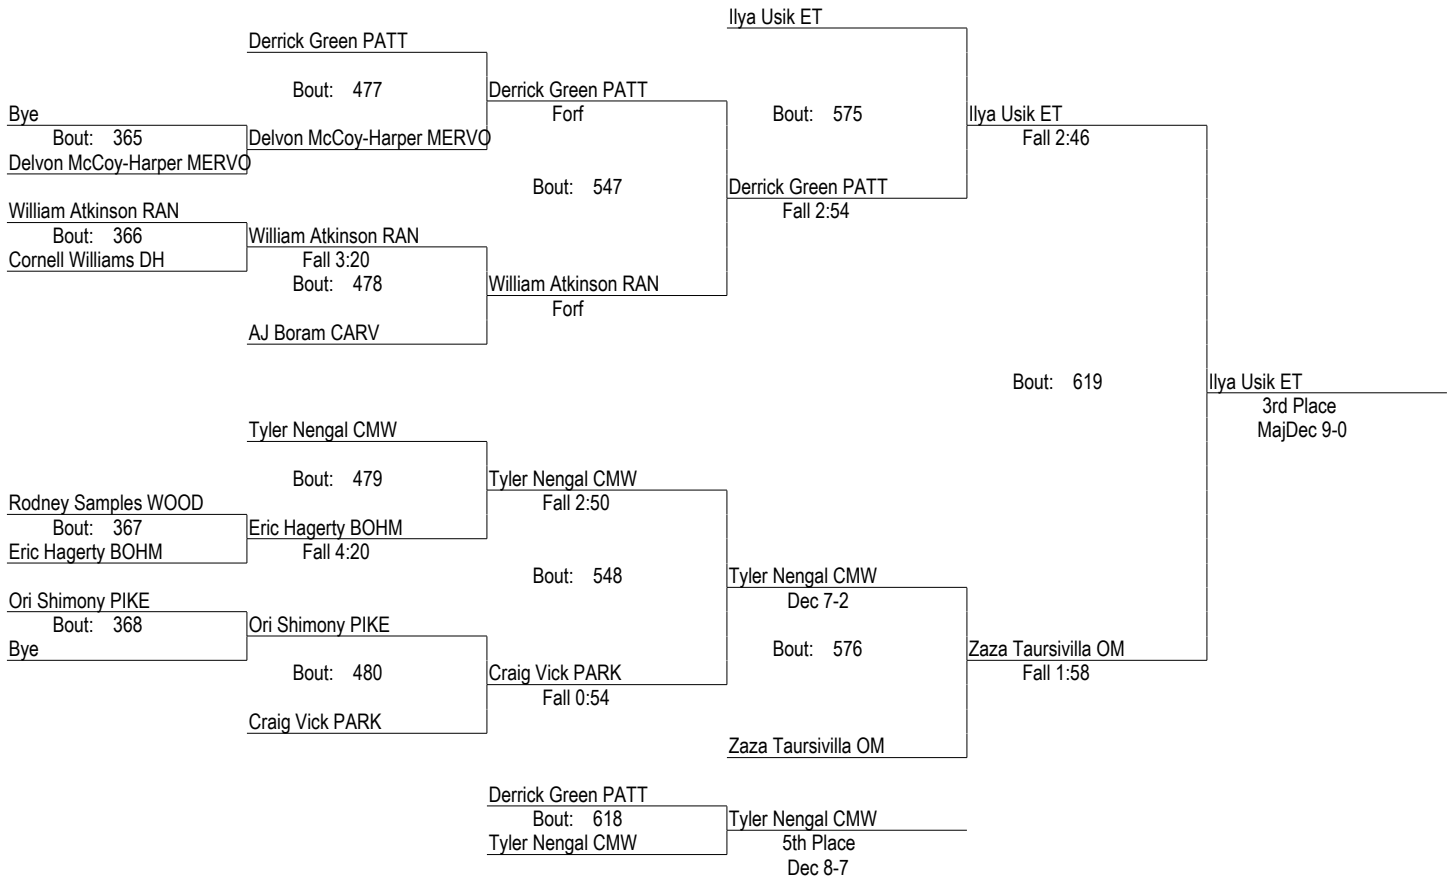 Ilya Usik ET
Derrick Green PATT
Bout: 477
Derrick Green PATT
Bye
Forf
Bout: 575
Ilya Usik ET
Bout: 365
Delvon McCoy-Harper MERVO
Fall 2:46
Delvon McCoy-Harper MERVO
Bout: 547
Derrick Green PATT
William Atkinson RAN
Fall 2:54
Bout: 366
William Atkinson RAN
Cornell Williams DH
Fall 3:20
Bout: 478
William Atkinson RAN
Forf
AJ Boram CARV
Bout: 619
Ilya Usik ET
3rd Place
MajDec 9-0
Tyler Nengal CMW
Bout: 479
Tyler Nengal CMW
Rodney Samples WOOD
Fall 2:50
Bout: 367
Eric Hagerty BOHM
Eric Hagerty BOHM
Fall 4:20
Bout: 548
Tyler Nengal CMW
Ori Shimony PIKE
Dec 7-2
Bout: 368
Ori Shimony PIKE
Bye
Bout: 576
Zaza Taursivilla OM
Bout: 480
Craig Vick PARK
Fall 1:58
Fall 0:54
Craig Vick PARK
Zaza Taursivilla OM
Derrick Green PATT
Bout: 618
Tyler Nengal CMW
Tyler Nengal CMW
5th Place
Dec 8-7